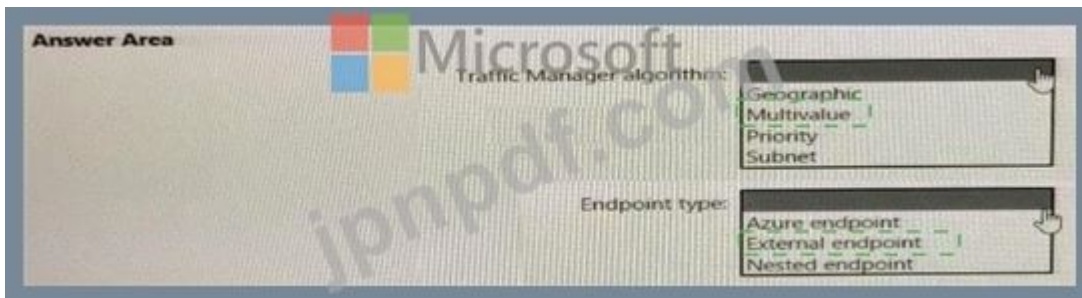 Answer Area
Microsoft
Traffic Manager algorithm:
Geographic
Multivalue
Priority
Subnet
Endpoint type:
Azure endpoint
External endpoint
Nested endpoint
jpnpdf.com